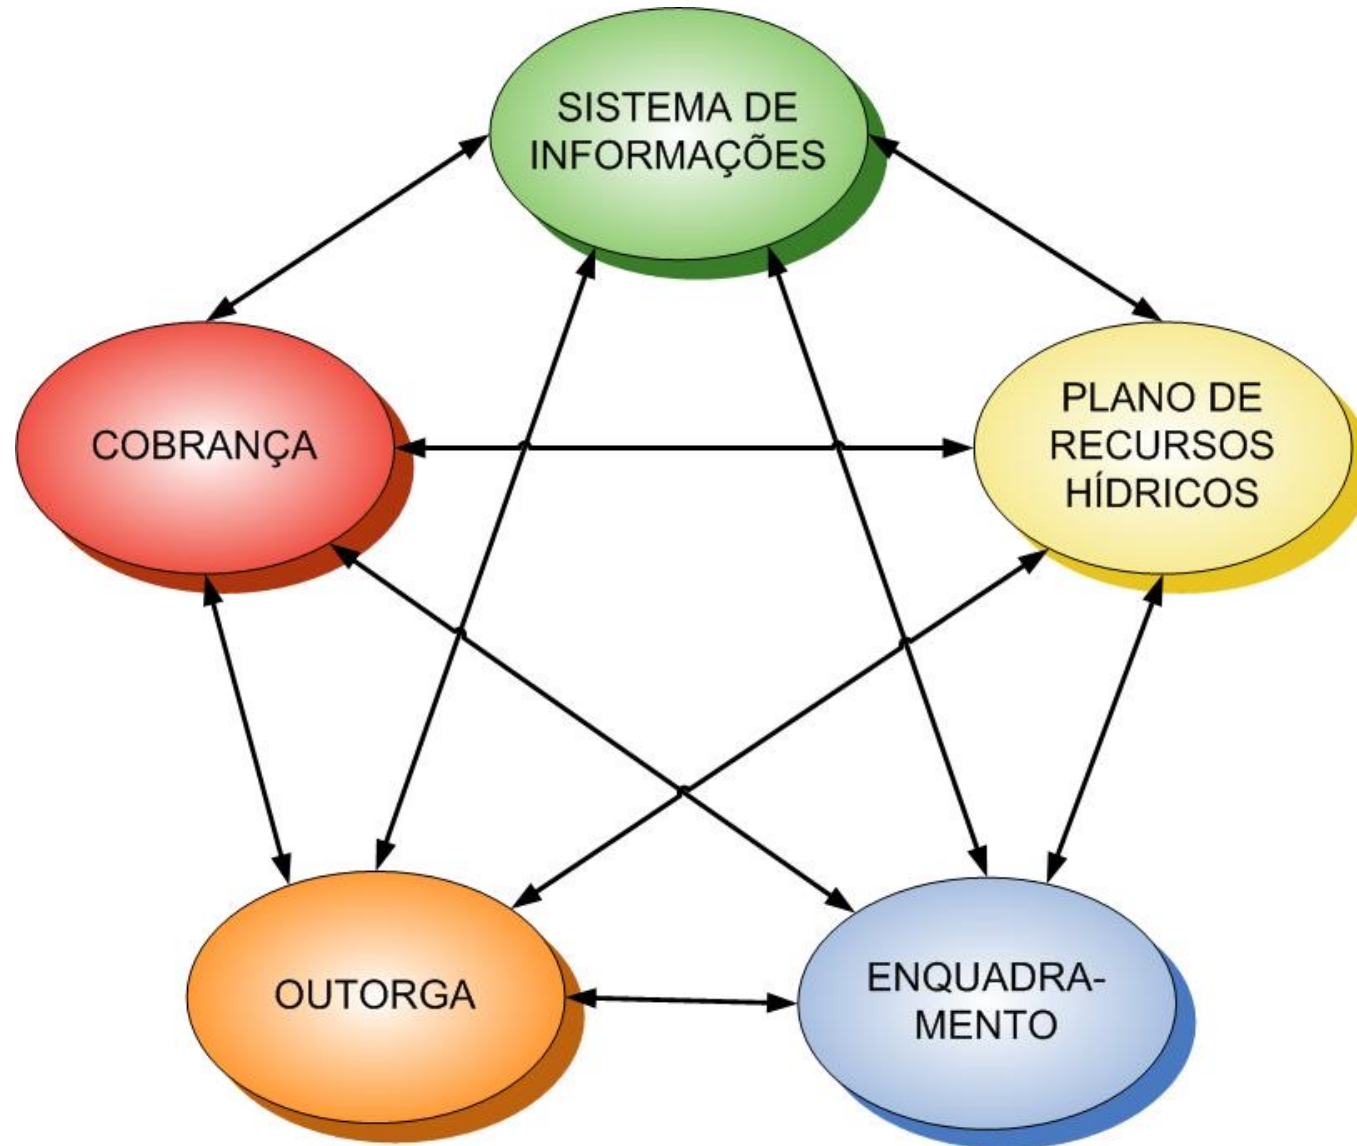 SISTEMA DE
INFORMAÇÕES
COBRANÇA
PLANO DE
RECURSOS
HÍDRICOS
OUTORGA
ENQUADRA-
MENTO